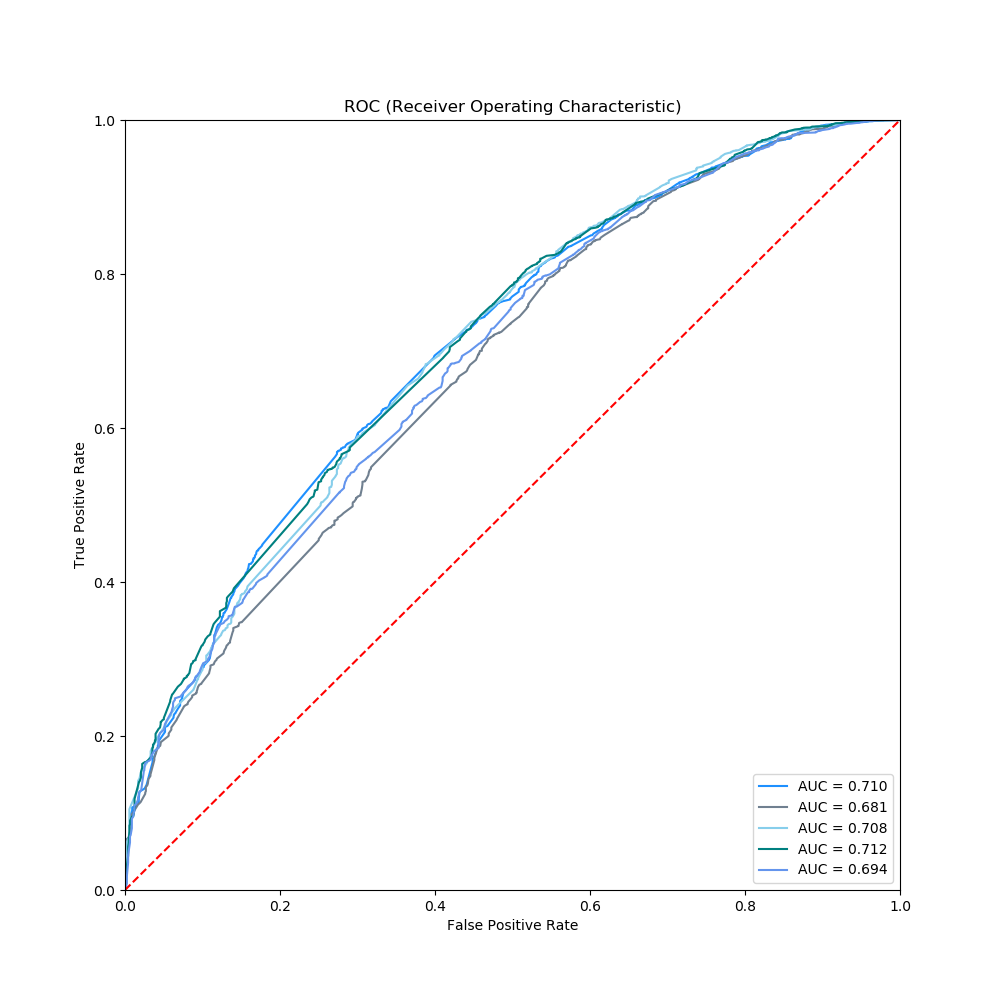 ROC (Receiver Operating Characteristic)
1.0
0.8
0.6
0.4
0.2
0.0
True Positive Rate
AUC = 0.710
AUC = 0.681
AUC = 0.708
AUC = 0.712
AUC = 0.694
0.0 0.2 0.4 0.6 0.8 1.0
False Positive Rate